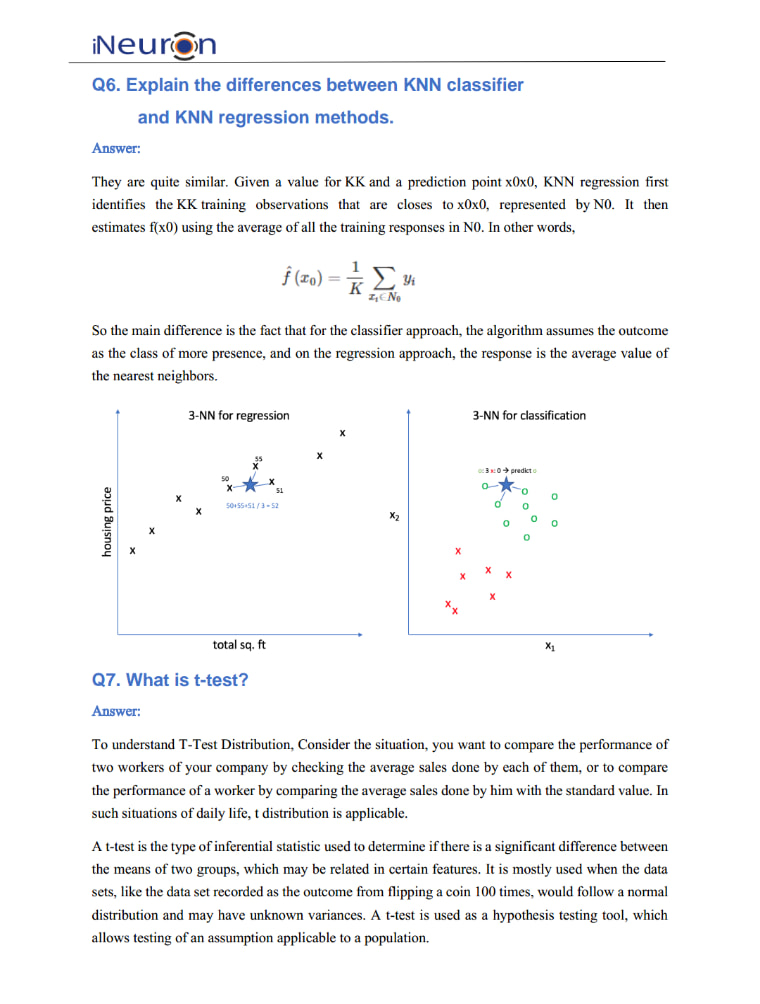 iNeuron
Q6. Explain the differences between KNN classifier
and KNN regression methods.
Answer:
They are quite similar. Given a value for KK and a prediction point x0x0, KNN regression first
identifies the KK training observations that are closes to x0x0, represented by N0. It then
estimates f(x0) using the average of all the training responses in N0. In other words,
f̂ (x₀) = 1/K ∑ xᵢ∈N₀ yᵢ
So the main difference is the fact that for the classifier approach, the algorithm assumes the outcome
as the class of more presence, and on the regression approach, the response is the average value of
the nearest neighbors.
3-NN for regression
housing price
50
55
51
50+55+51 / 3 = 52
total sq. ft
3-NN for classification
o: 3 x: 0 → predict o
X₂
X₁
Q7. What is t-test?
Answer:
To understand T-Test Distribution, Consider the situation, you want to compare the performance of
two workers of your company by checking the average sales done by each of them, or to compare
the performance of a worker by comparing the average sales done by him with the standard value. In
such situations of daily life, t distribution is applicable.
A t-test is the type of inferential statistic used to determine if there is a significant difference between
the means of two groups, which may be related in certain features. It is mostly used when the data
sets, like the data set recorded as the outcome from flipping a coin 100 times, would follow a normal
distribution and may have unknown variances. A t-test is used as a hypothesis testing tool, which
allows testing of an assumption applicable to a population.